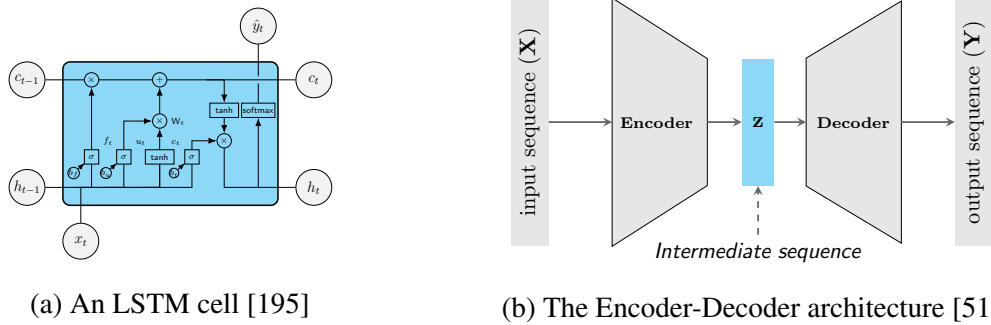 ŷₜ
cₜ₋₁
cₜ
× +
tanh softmax
× Wₜ
fₜ uₜ cₜ ×
σ σ tanh σ
hₜ₋₁
hₜ
xₜ
(a) An LSTM cell [195]
input sequence (X)
Encoder
z
Decoder
output sequence (Y)
Intermediate sequence
(b) The Encoder-Decoder architecture [51